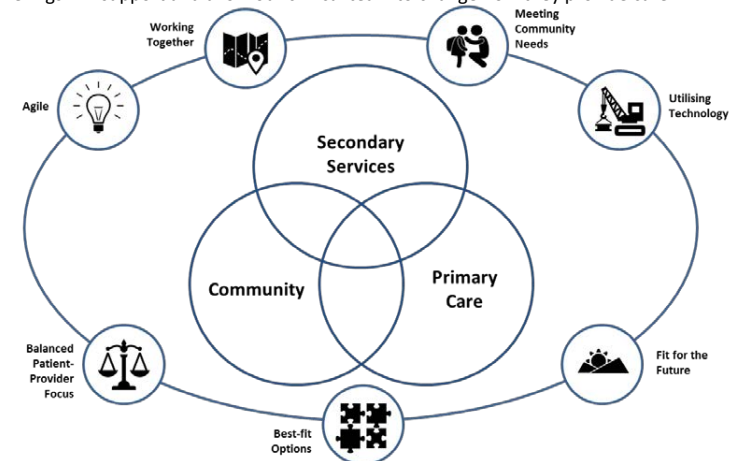 Working
Together
Meeting
Community
Needs
Agile
Utilising
Technology
Secondary
Services
Community
Primary
Care
Balanced
Patient-
Provider
Focus
Fit for the
Future
Best-fit
Options